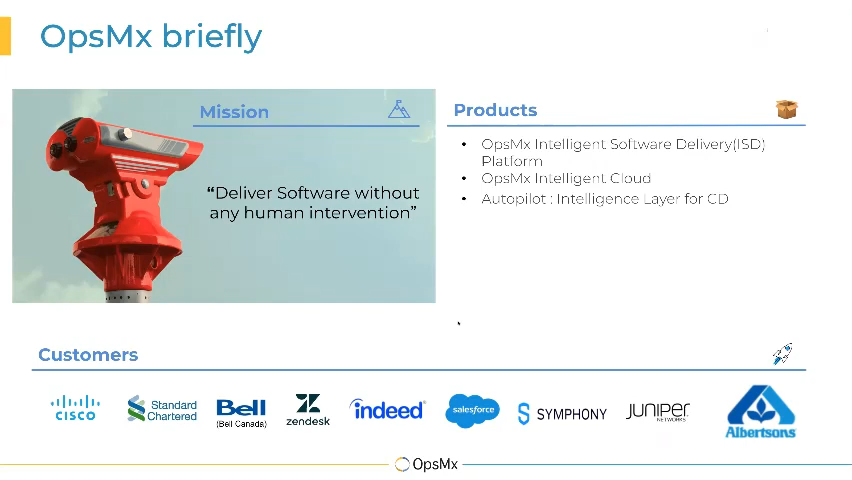 OpsMx briefly
Mission
“Deliver Software without
any human intervention”
Products
• OpsMx Intelligent Software Delivery(ISD)
Platform
• OpsMx Intelligent Cloud
• Autopilot : Intelligence Layer for CD
Customers
CISCO
Standard
Chartered
Bell
(Bell Canada)
zendesk
indeed
salesforce
SYMPHONY
JUNIPER
NETWORKS
Albertsons
OpsMx